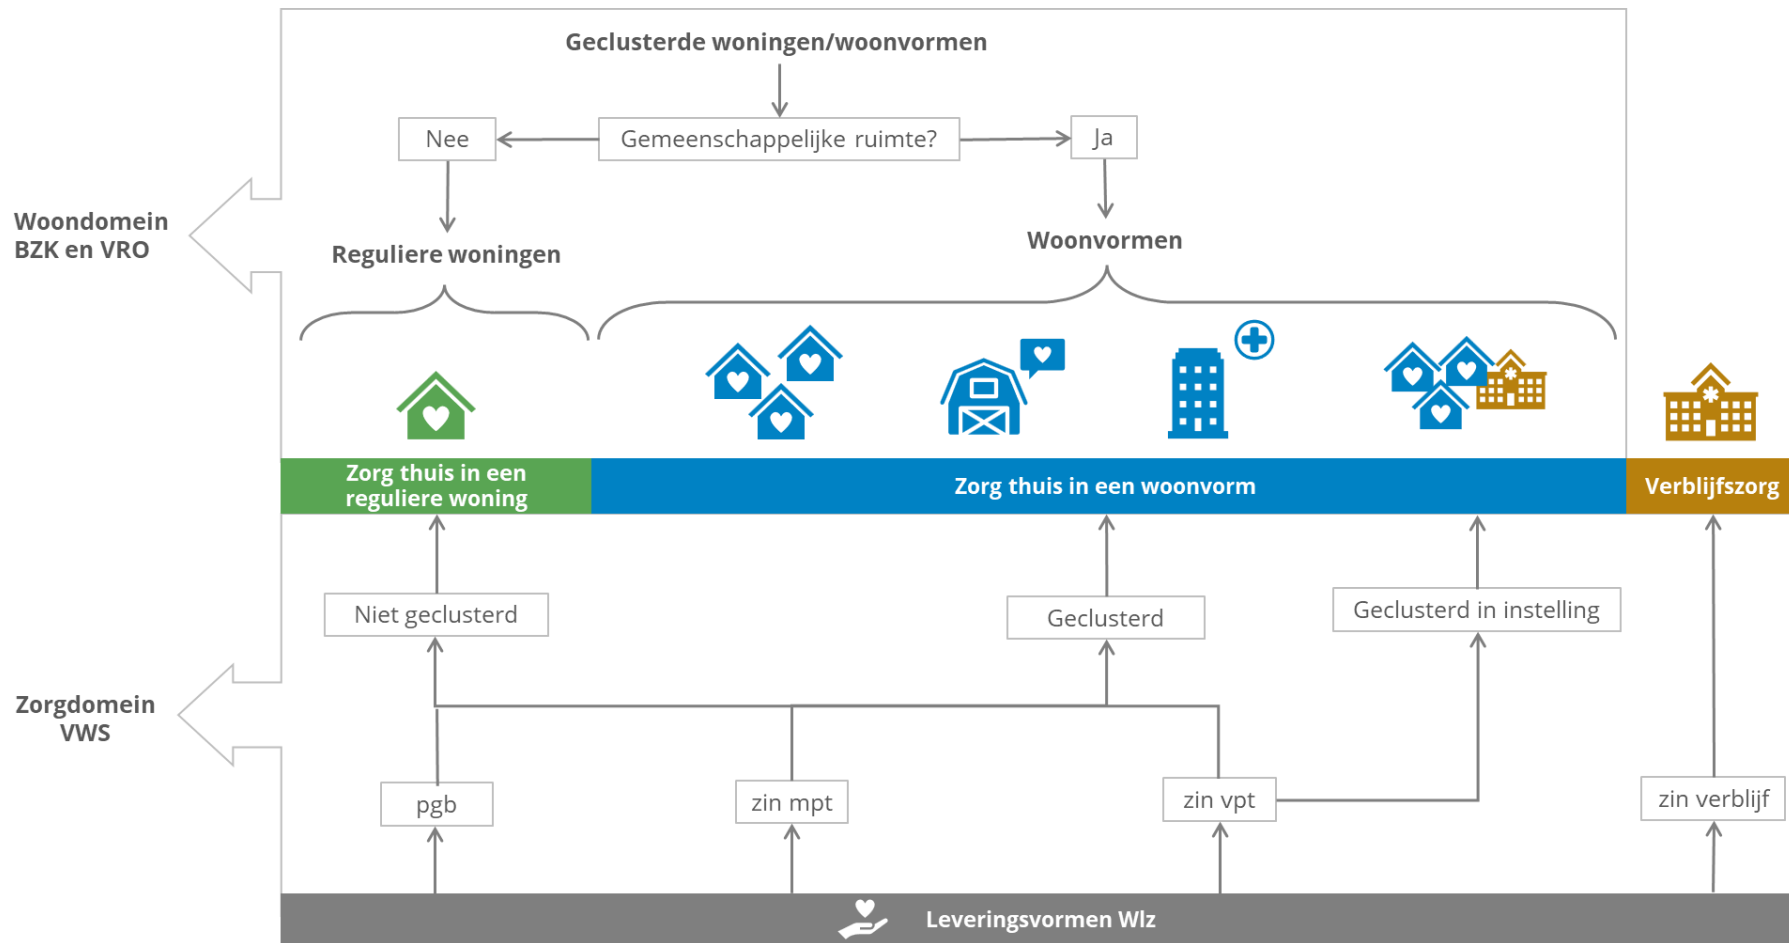 Geclusterde woningen/woonvormen
Nee
Gemeenschappelijke ruimte?
Ja
Woondomein
BZK en VRO
Reguliere woningen
Woonvormen
Zorg thuis in een
reguliere woning
Zorg thuis in een woonvorm
Verblijfszorg
Niet geclusterd
Geclusterd
Geclusterd in instelling
Zorgdomein
VWS
pgb
zin mpt
zin vpt
zin verblijf
Leveringsvormen Wlz